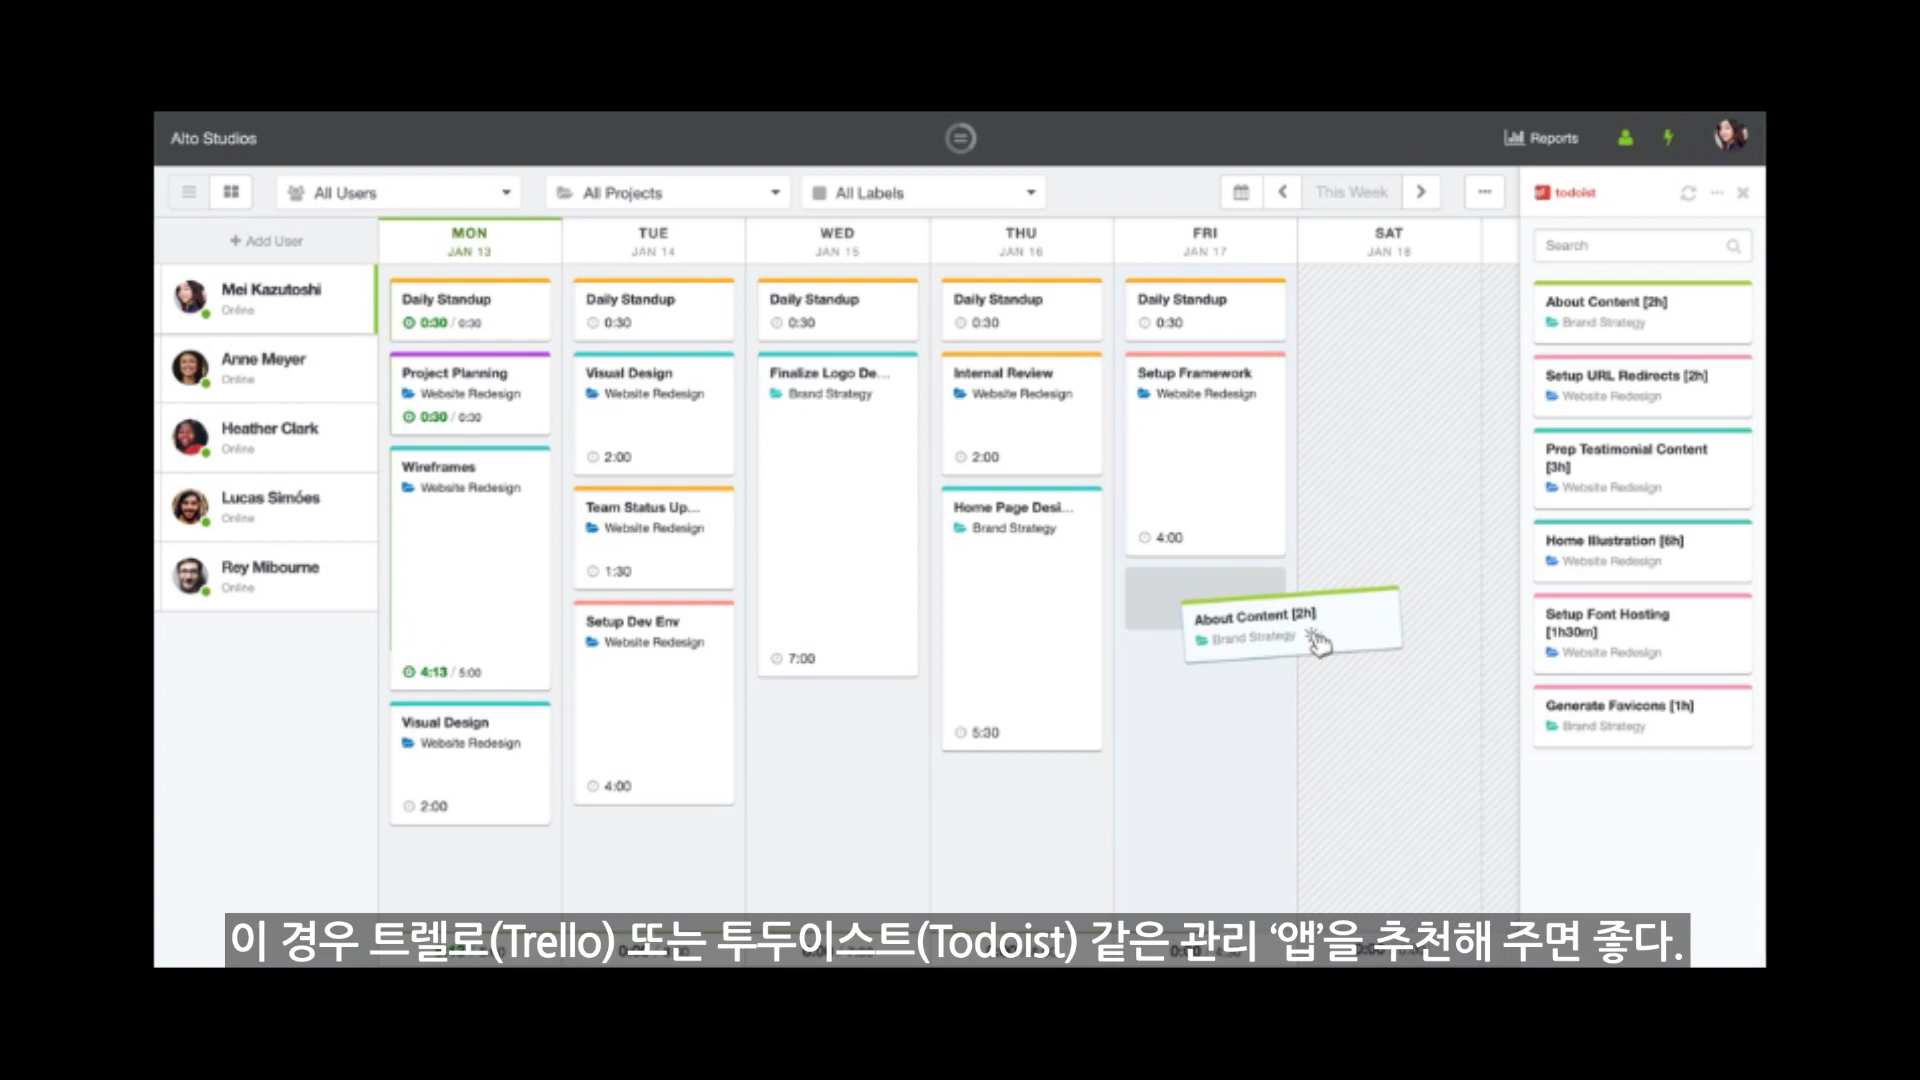 Alto Studios
Reports
All Users
All Projects
All Labels
This Week
todoist
+ Add User
MON
JAN 13
TUE
JAN 14
WED
JAN 15
THU
JAN 16
FRI
JAN 17
SAT
JAN 18
Search
Mei Kazutoshi
Online
Anne Meyer
Online
Heather Clark
Online
Lucas Simóes
Online
Rey Mibourne
Online
Daily Standup
0:30 / 0:30
Project Planning
Website Redesign
0:30 / 0:30
Wireframes
Website Redesign
4:13 / 5:00
Visual Design
Website Redesign
2:00
Daily Standup
0:30
Visual Design
Website Redesign
2:00
Team Status Up...
Website Redesign
1:30
Setup Dev Env
Website Redesign
4:00
Daily Standup
0:30
Finalize Logo De...
Brand Strategy
7:00
Daily Standup
0:30
Internal Review
Website Redesign
2:00
Home Page Desi...
Brand Strategy
5:30
Daily Standup
0:30
Setup Framework
Website Redesign
4:00
About Content [2h]
Brand Strategy
About Content [2h]
Brand Strategy
Setup URL Redirects [2h]
Website Redesign
Prep Testimonial Content
[3h]
Website Redesign
Home Illustration [6h]
Website Redesign
Setup Font Hosting
[1h30m]
Website Redesign
Generate Favicons [1h]
Brand Strategy
이 경우 트렐로(Trello) 또는 투두이스트(Todoist) 같은 관리 ‘앱’을 추천해 주면 좋다.